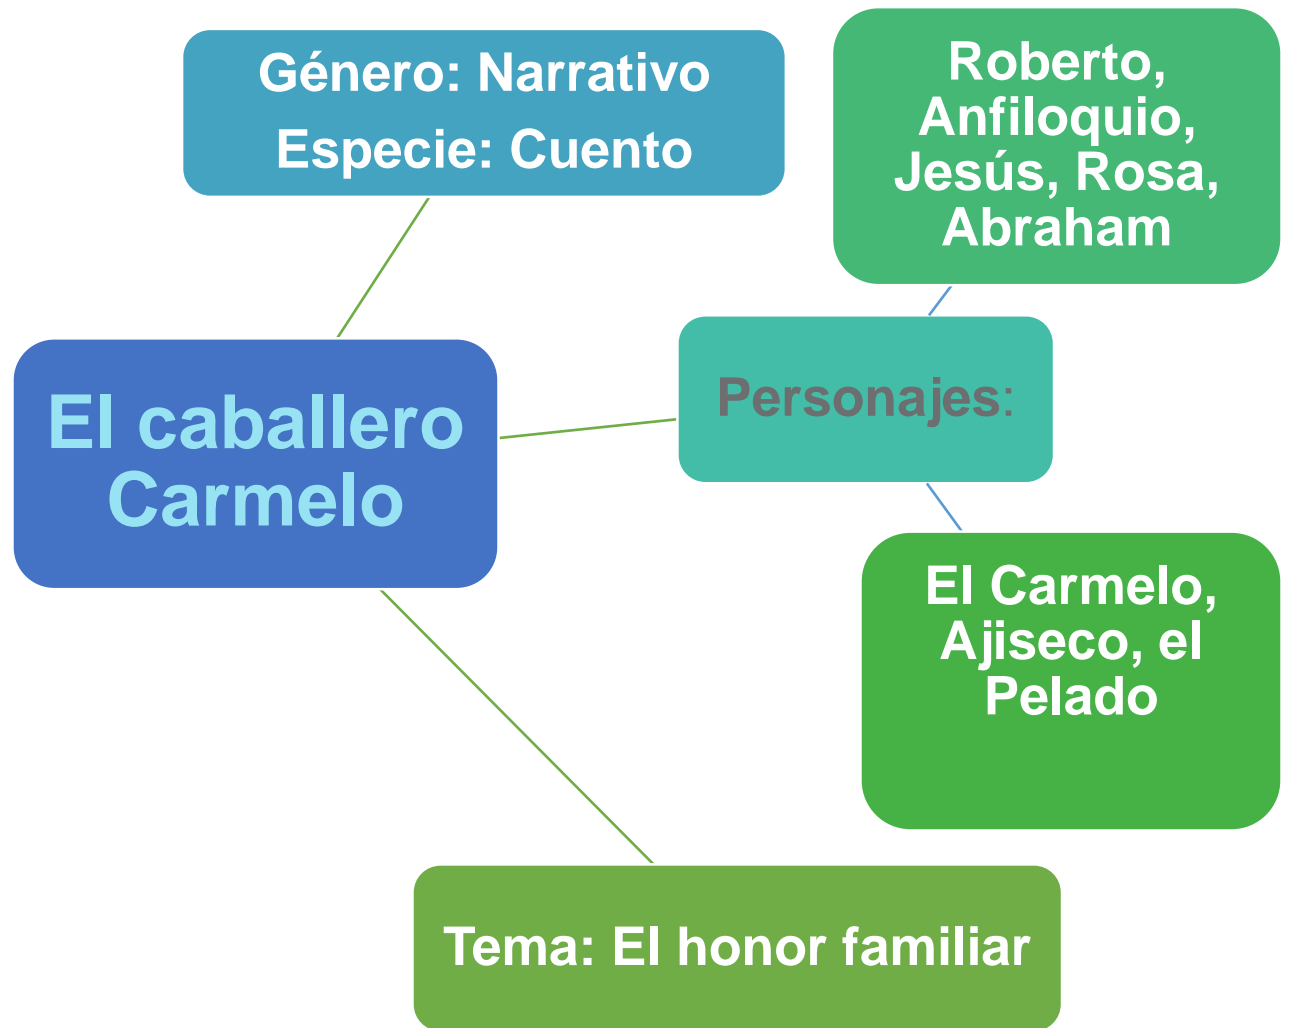 Género: Narrativo
Especie: Cuento
Roberto,
Anfiloquio,
Jesús, Rosa,
Abraham
El caballero
Carmelo
Personajes:
El Carmelo,
Ajiseco, el
Pelado
Tema: El honor familiar